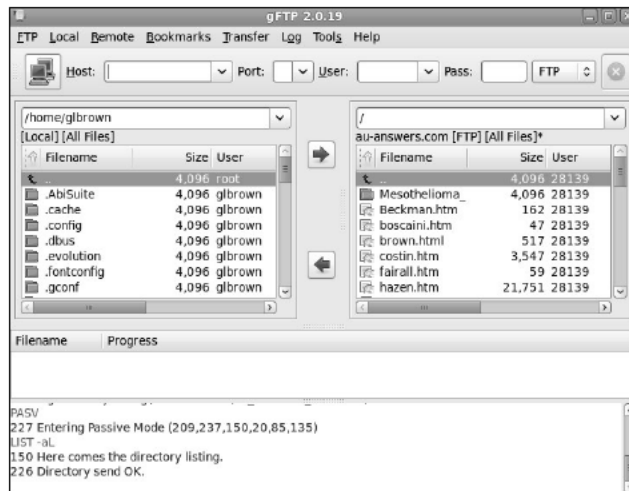 gFTP 2.0.19
FTP Local Remote Bookmarks Transfer Log Tools Help
Host: Port: User: Pass: FTP
/home/glbrown
[Local] [All Files]
Filename Size User
.. 4,096 root
.AbiSuite 4,096 glbrown
.cache 4,096 glbrown
.config 4,096 glbrown
.dbus 4,096 glbrown
.evolution 4,096 glbrown
.fontconfig 4,096 glbrown
.gconf 4,096 glbrown
/
au-answers.com [FTP] [All Files]*
Filename Size User
.. 4,096 28139
Mesothelioma_ 4,096 28139
Beckman.htm 162 28139
boscaini.htm 47 28139
brown.html 517 28139
costin.htm 3,547 28139
fairall.htm 59 28139
hazen.htm 21,751 28139
Filename Progress
PASV
227 Entering Passive Mode (209,237,150,20,85,135)
LIST -aL
150 Here comes the directory listing.
226 Directory send OK.